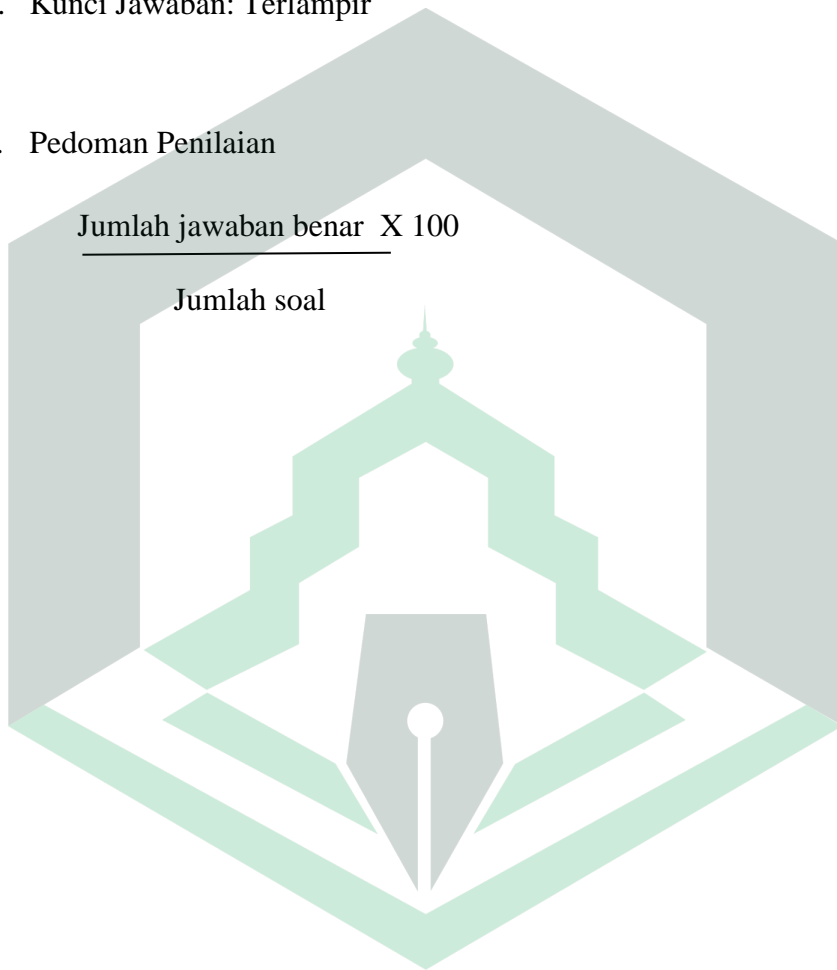 . Kunci Jawaban: Terlampir
. Pedoman Penilaian
Jumlah jawaban benar X 100
Jumlah soal